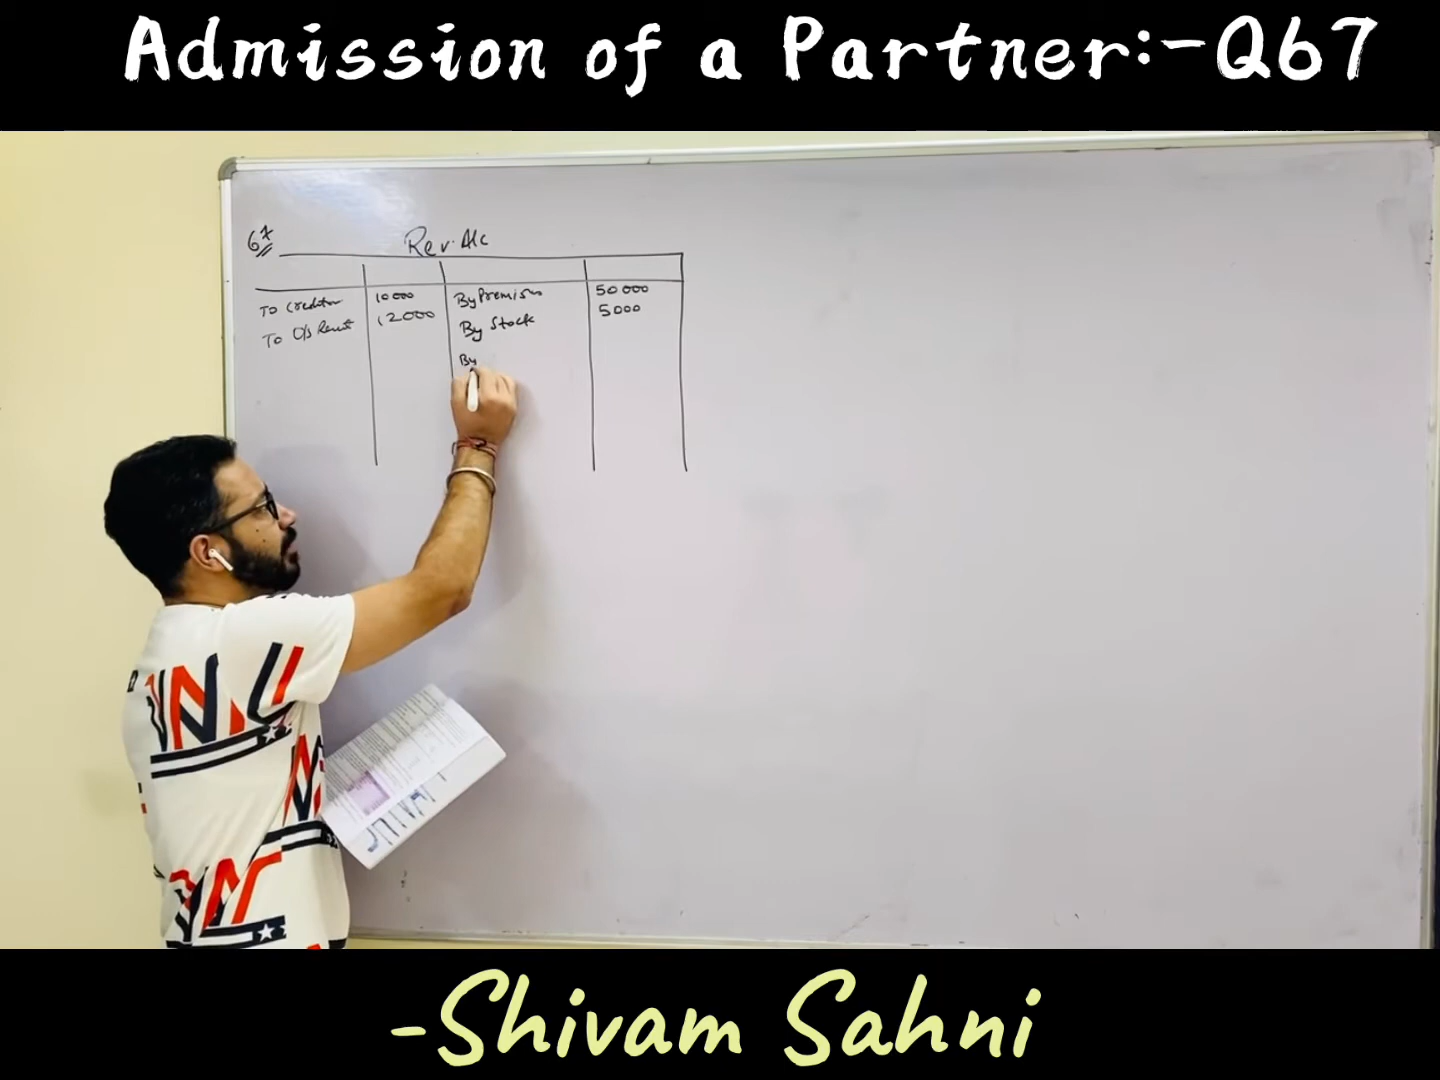 Admission of a Partner:-Q67
67
Rev. A/c
To Creditor 10000 By Premises 50000
To O/s Rent 12000 By Stock 5000
By
-Shivam Sahni